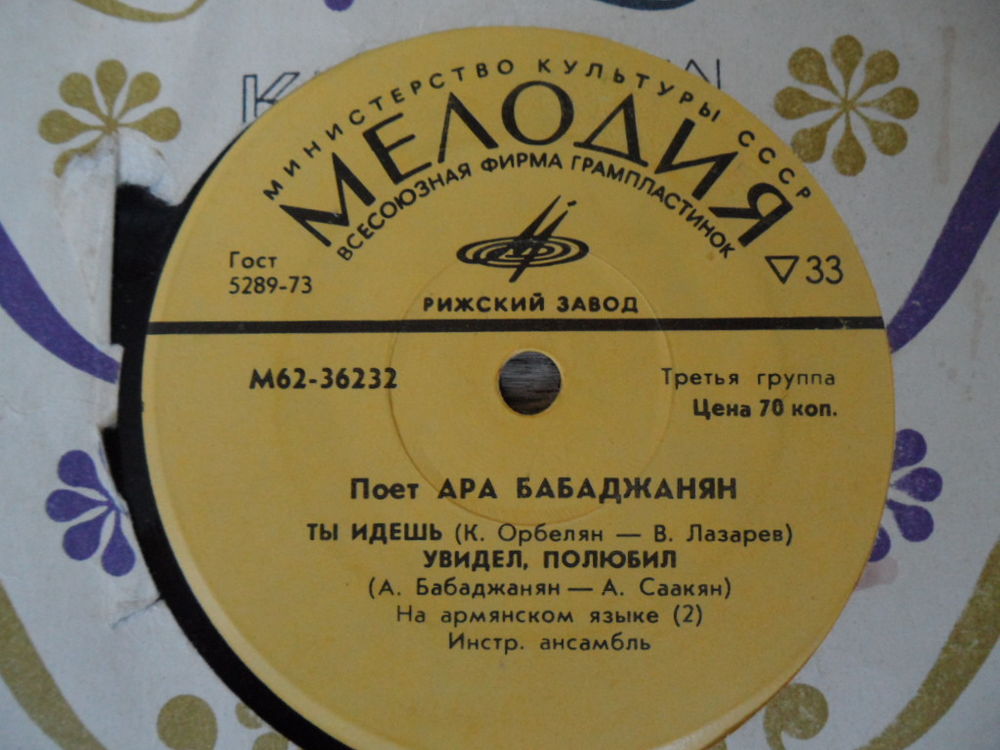 МИНИСТЕРСТВО КУЛЬТУРЫ СССР
МЕЛОДИЯ
ВСЕСОЮЗНАЯ ФИРМА ГРАМПЛАСТИНОК
Гост
5289-73
33
РИЖСКИЙ ЗАВОД
М62-36232
Третья группа
Цена 70 коп.
Поет АРА БАБАДЖАНЯН
ТЫ ИДЕШЬ (К. Орбелян — В. Лазарев)
УВИДЕЛ, ПОЛЮБИЛ
(А. Бабаджанян — А. Саакян)
На армянском языке (2)
Инстр. ансамбль